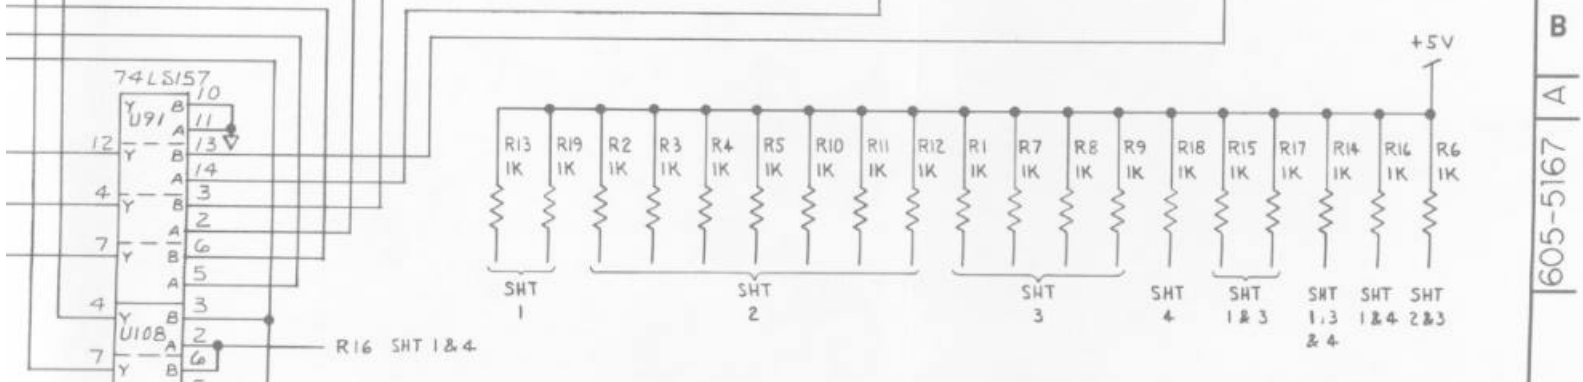 B
+5V
74LS157
10
Y B
U91 11
A
12 13
Y B
14
A
4 3
Y B
2
A
7 6
Y B
5
A
4 3
Y B
U108 2
A
7 6
Y B
R16 SHT 1&4
R13 R19 R2 R3 R4 R5 R10 R11 R12 R1 R7 R8 R9 R18 R15 R17 R14 R16 R6
1K 1K 1K 1K 1K 1K 1K 1K 1K 1K 1K 1K 1K 1K 1K 1K 1K 1K 1K
SHT SHT SHT SHT SHT SHT SHT SHT
1 2 3 4 1&3 1,3 1&4 2&3
& 4
A
605-5167